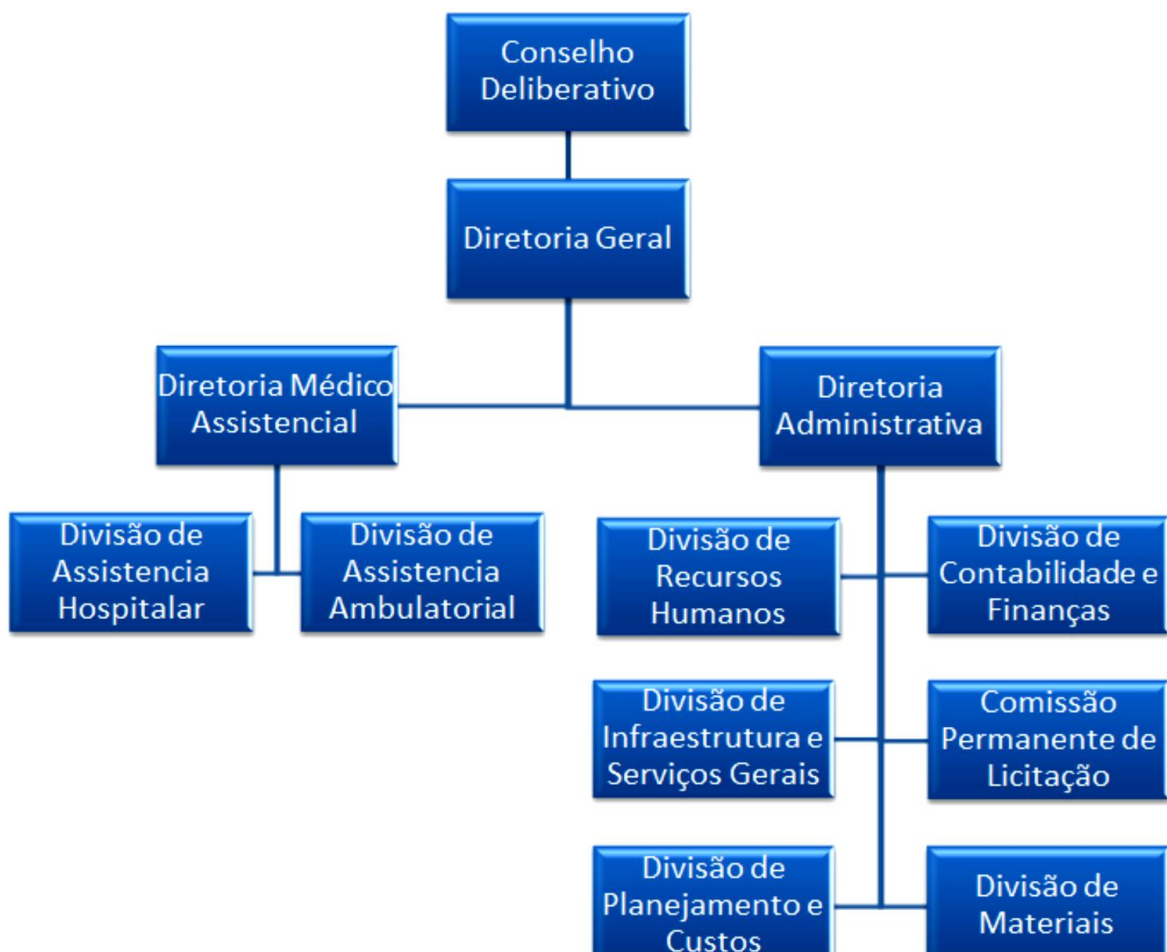 Conselho
Deliberativo
Diretoria Geral
Diretoria Médico
Assistencial
Diretoria
Administrativa
Divisão de
Assistencia
Hospitalar
Divisão de
Assistencia
Ambulatorial
Divisão de
Recursos
Humanos
Divisão de
Contabilidade e
Finanças
Divisão de
Infraestrutura e
Serviços Gerais
Comissão
Permanente de
Licitação
Divisão de
Planejamento e
Custos
Divisão de
Materiais